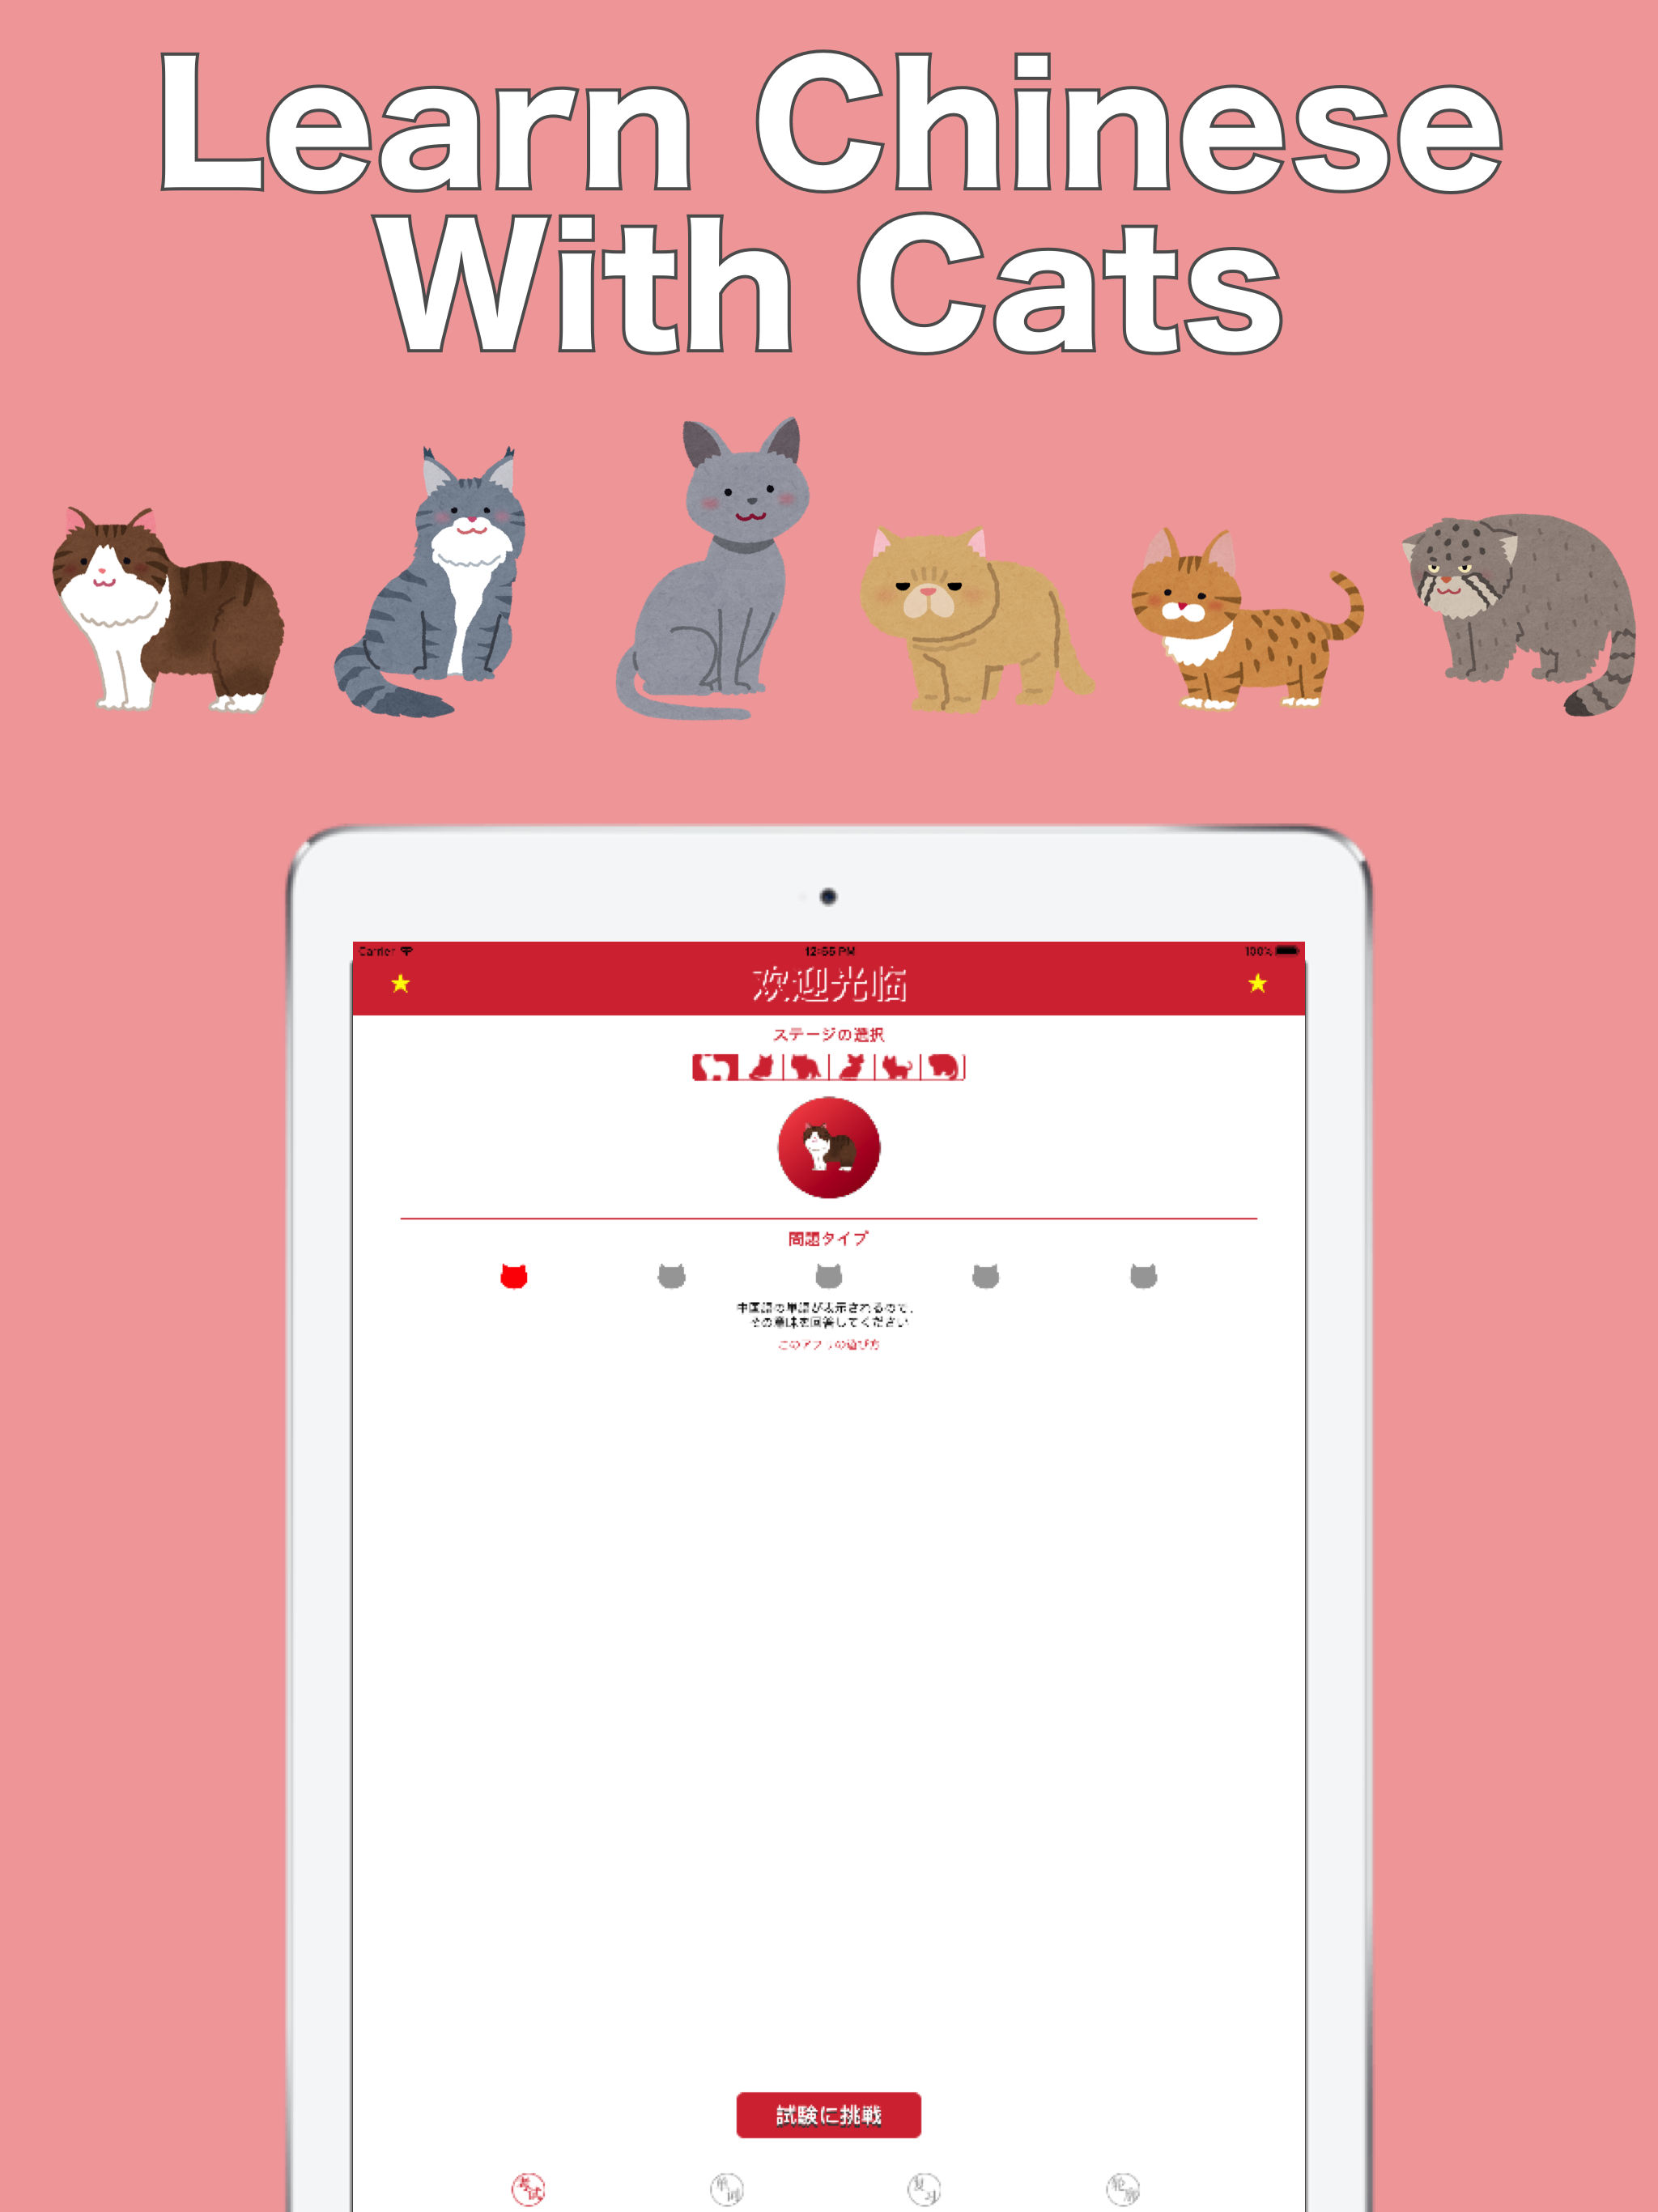 Learn Chinese
With Cats
Carrier 12:55 PM 100%
欢迎光临
ステージの選択
問題タイプ
中国語の単語が表示されるので、
その意味を回答してください
このアプリの遊び方
試験に挑戦
考试 单词 复习 轮廓